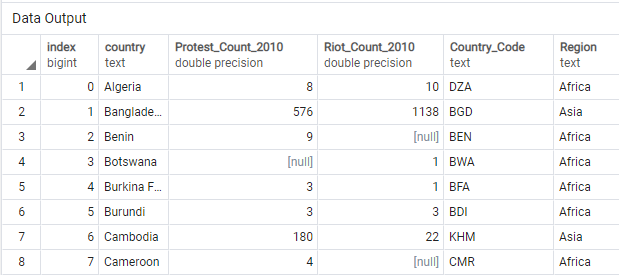 Data Output
index country Protest_Count_2010 Riot_Count_2010 Country_Code Region
bigint text double precision double precision text text
1 0 Algeria 8 10 DZA Africa
2 1 Banglade... 576 1138 BGD Asia
3 2 Benin 9 [null] BEN Africa
4 3 Botswana [null] 1 BWA Africa
5 4 Burkina F... 3 1 BFA Africa
6 5 Burundi 3 3 BDI Africa
7 6 Cambodia 180 22 KHM Asia
8 7 Cameroon 4 [null] CMR Africa